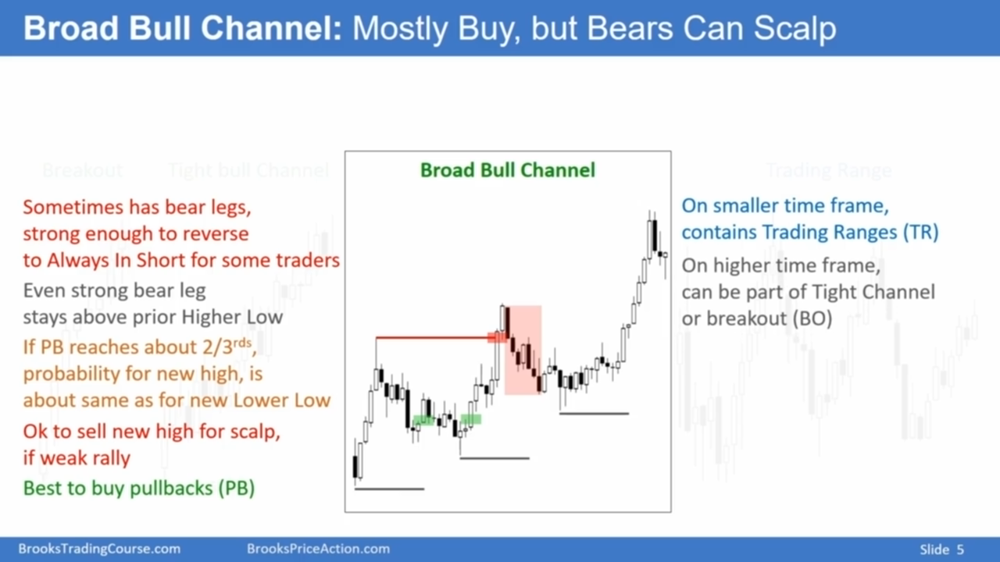 Broad Bull Channel: Mostly Buy, but Bears Can Scalp
Breakout
Tight bull Channel
Broad Bull Channel
Trading Range
Sometimes has bear legs,
strong enough to reverse
to Always In Short for some traders
Even strong bear leg
stays above prior Higher Low
If PB reaches about 2/3rds,
probability for new high, is
about same as for new Lower Low
Ok to sell new high for scalp,
if weak rally
Best to buy pullbacks (PB)
On smaller time frame,
contains Trading Ranges (TR)
On higher time frame,
can be part of Tight Channel
or breakout (BO)
BrooksTradingCourse.com
BrooksPriceAction.com
Slide 5